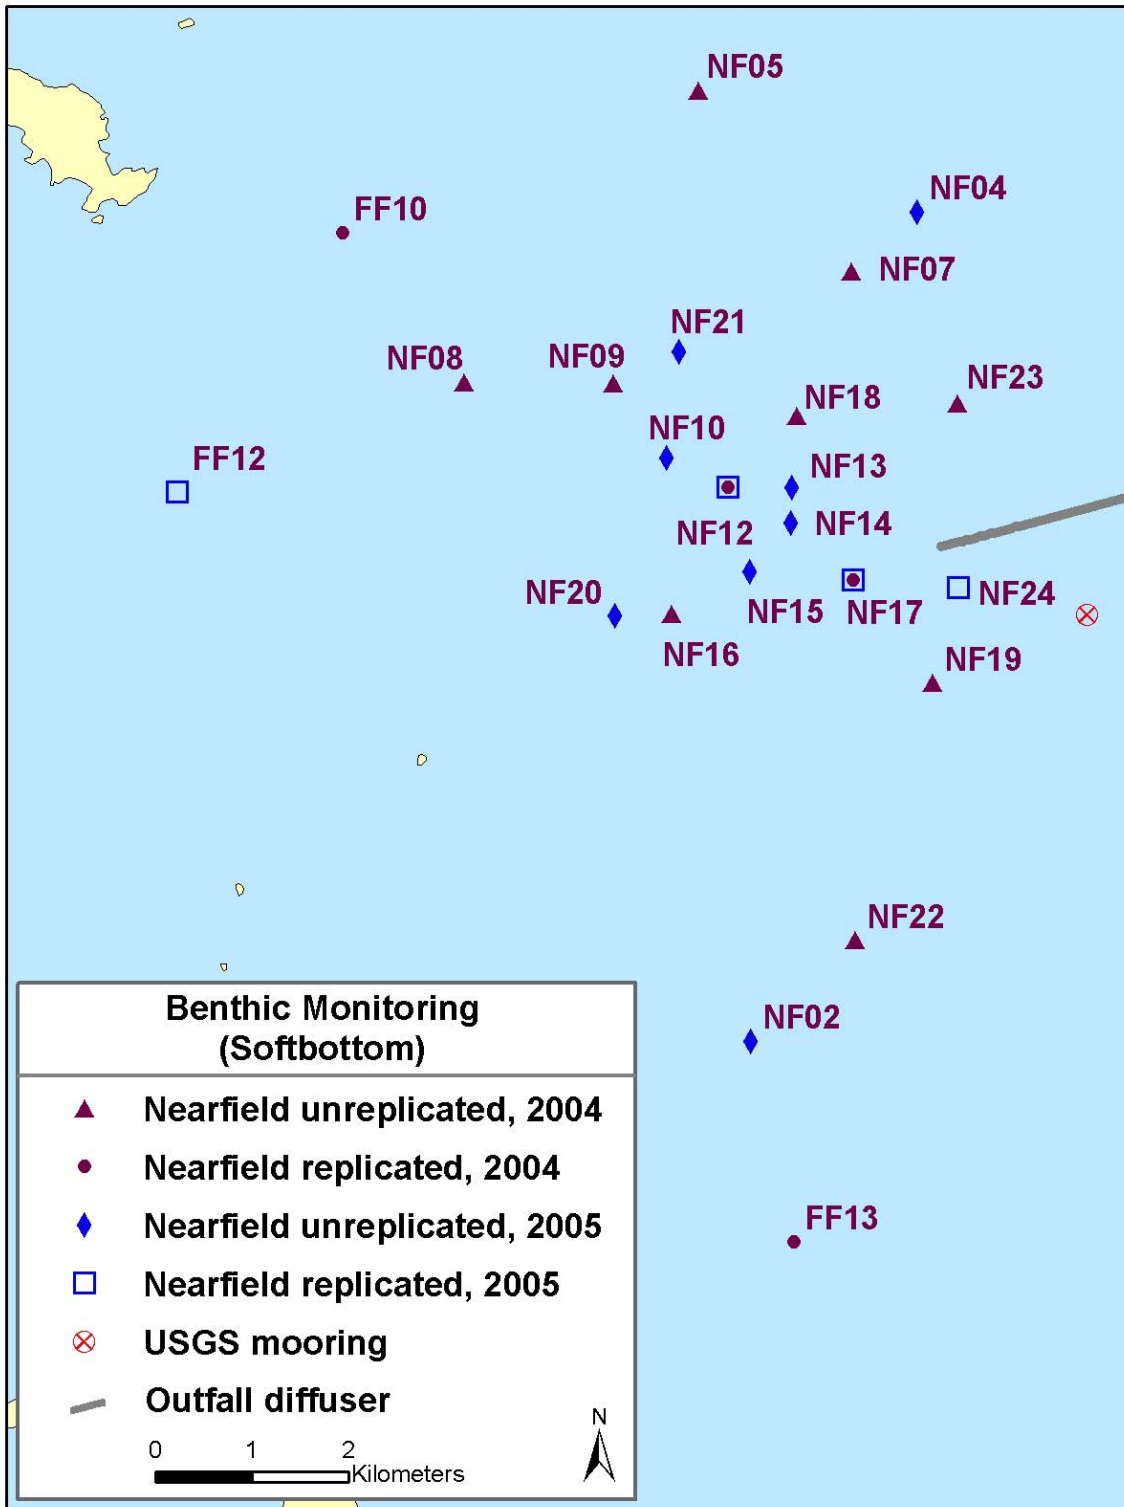 NF05
NF04
FF10
NF07
NF21
NF08
NF09
NF23
NF18
NF10
FF12
NF13
NF14
NF12
NF20
NF15
NF17
NF24
NF16
NF19
NF22
NF02
FF13
Benthic Monitoring
(Softbottom)
Nearfield unreplicated, 2004
Nearfield replicated, 2004
Nearfield unreplicated, 2005
Nearfield replicated, 2005
USGS mooring
Outfall diffuser
N
0 1 2
Kilometers